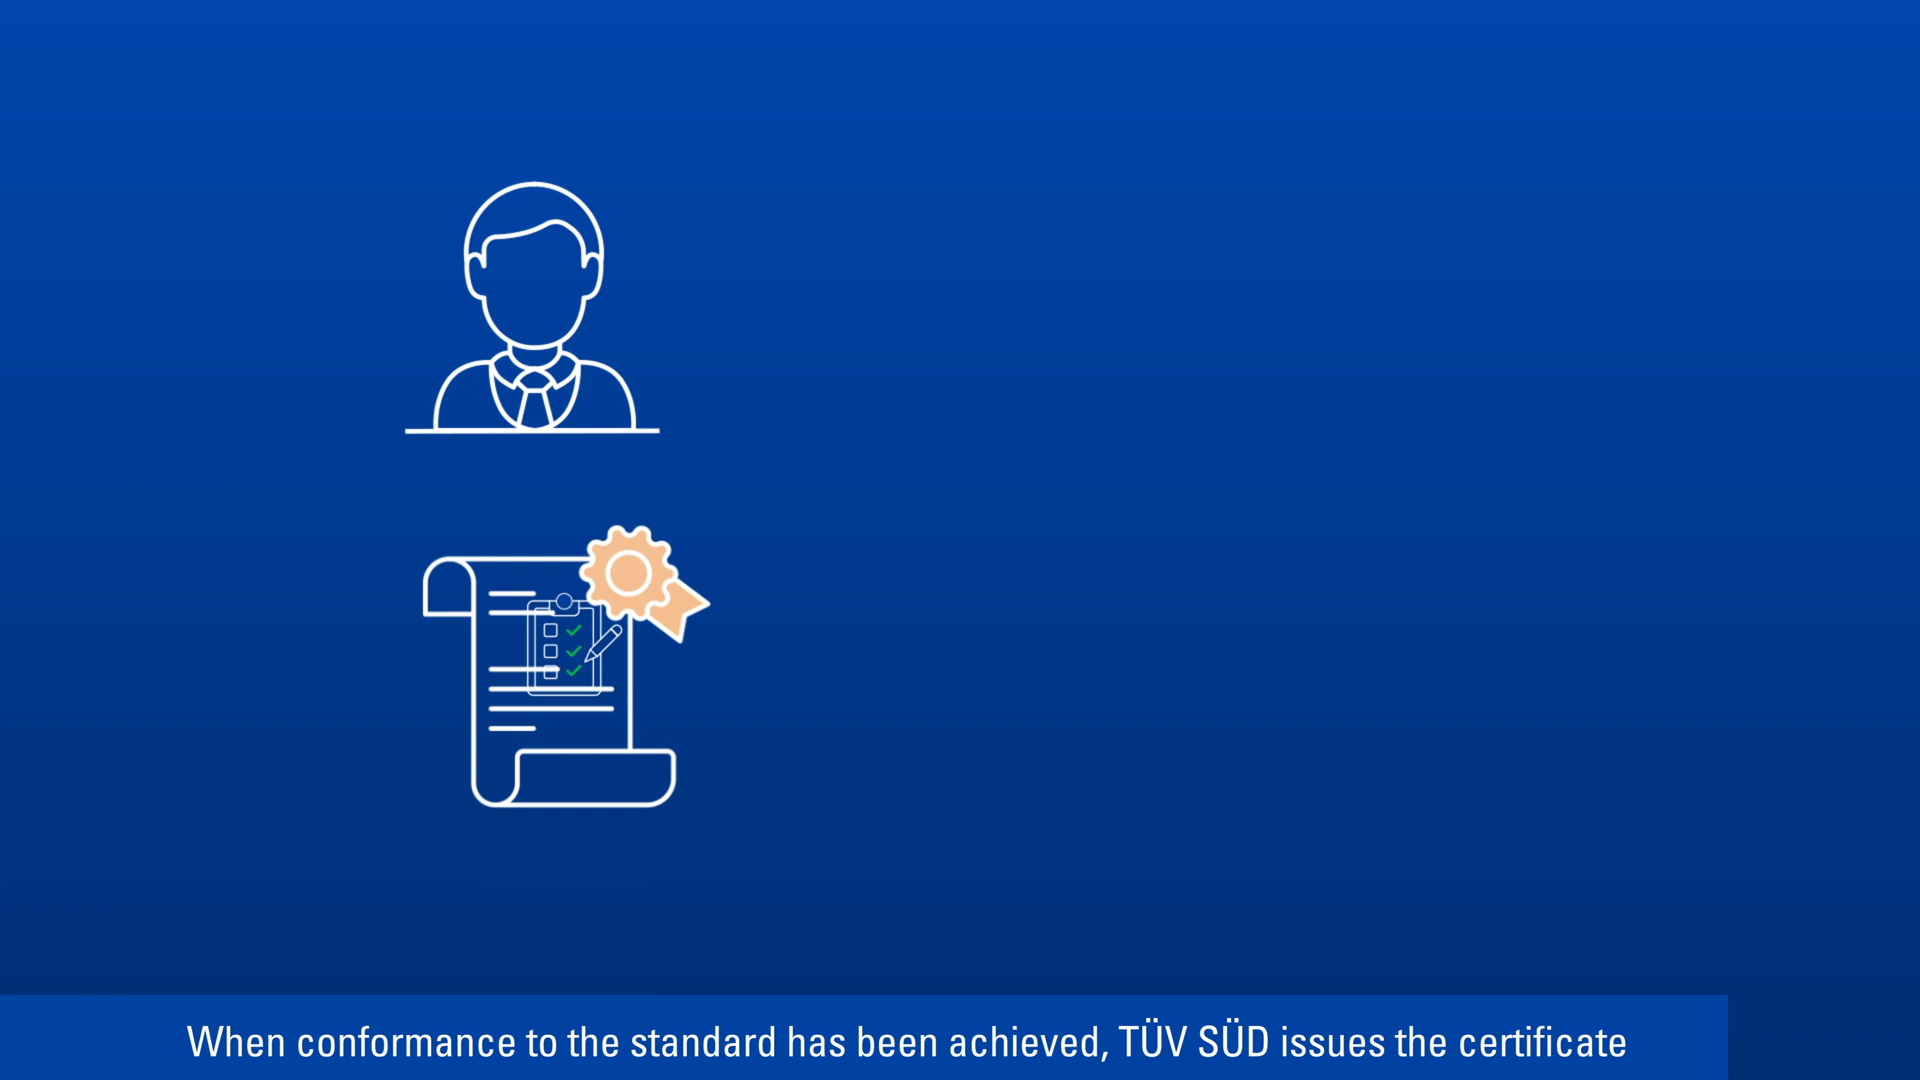 When conformance to the standard has been achieved, TÜV SÜD issues the certificate